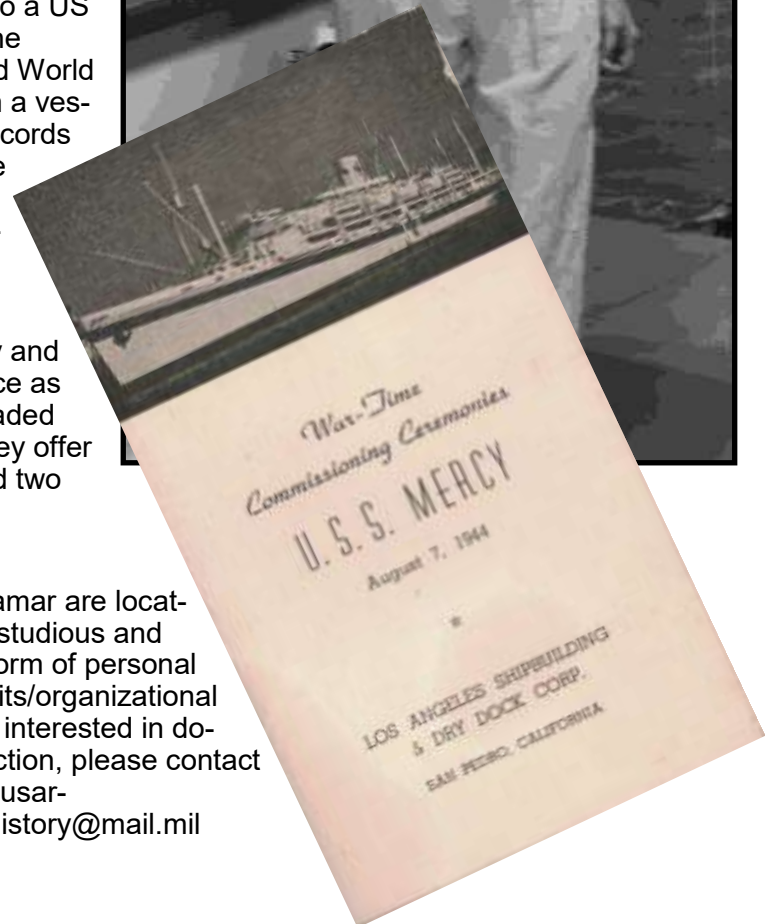 o a US
ne
d World
n a ves-
cords
e
y and
ce as
aded
ey offer
d two
amar are locat-
studious and
orm of personal
its/organizational
interested in do-
ction, please contact
usar-
istory@mail.mil
War-Time
Commissioning Ceremonies
U.S.S. MERCY
August 7, 1944
LOS ANGELES SHIPBUILDING
& DRY DOCK CORP.
SAN PEDRO, CALIFORNIA